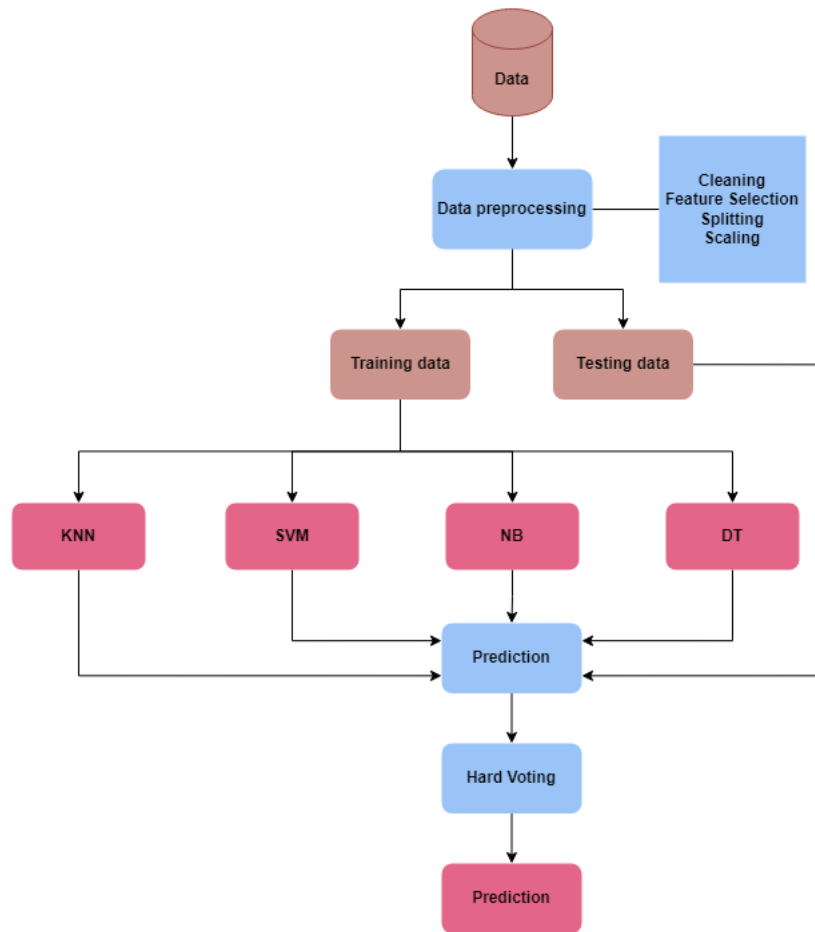 Data
Data preprocessing
Cleaning
Feature Selection
Splitting
Scaling
Training data
Testing data
KNN
SVM
NB
DT
Prediction
Hard Voting
Prediction